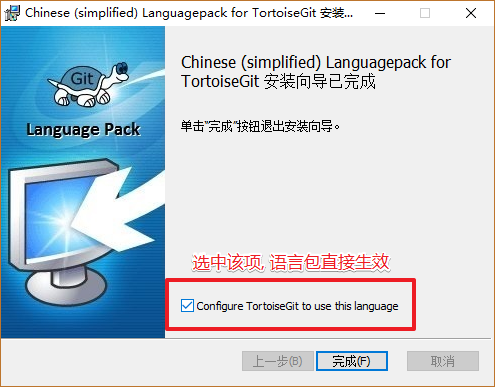 Chinese (simplified) Languagepack for TortoiseGit 安装...
Git
Language Pack
Chinese (simplified) Languagepack for
TortoiseGit 安装向导已完成
单击"完成"按钮退出安装向导。
选中该项, 语言包直接生效
Configure TortoiseGit to use this language
上一步(B)
完成(F)
取消